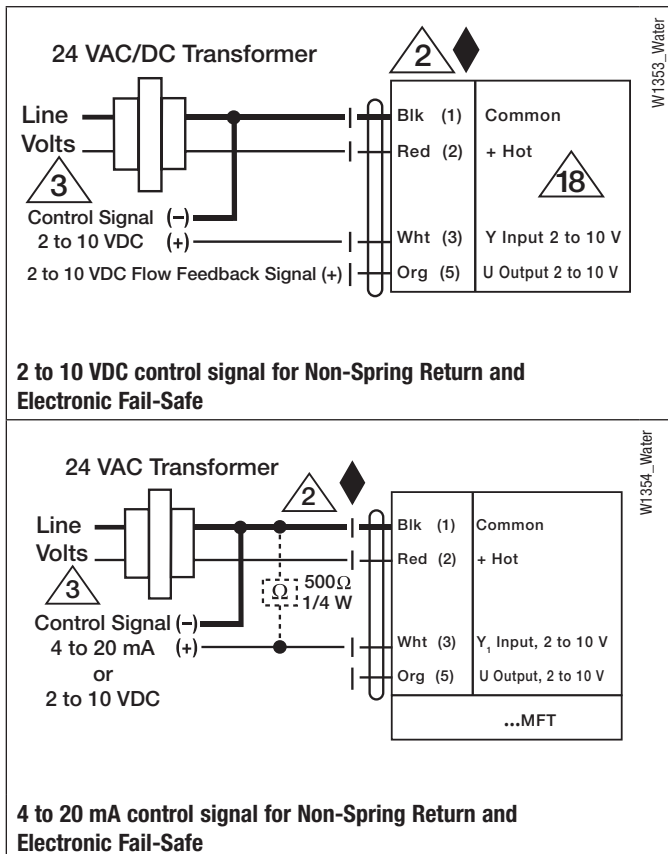 24 VAC/DC Transformer
2
W1353_Water
Line
Volts
3
Blk (1) Common
Red (2) + Hot
18
Control Signal (–)
2 to 10 VDC (+)
Wht (3) Y Input 2 to 10 V
2 to 10 VDC Flow Feedback Signal (+)
Org (5) U Output 2 to 10 V
2 to 10 VDC control signal for Non-Spring Return and
Electronic Fail-Safe
24 VAC Transformer
2
W1354_Water
Line
Volts
3
Blk (1) Common
Red (2) + Hot
Ω
500Ω
1/4 W
Control Signal (–)
4 to 20 mA (+)
or
2 to 10 VDC
Wht (3) Y₁ Input, 2 to 10 V
Org (5) U Output, 2 to 10 V
...MFT
4 to 20 mA control signal for Non-Spring Return and
Electronic Fail-Safe